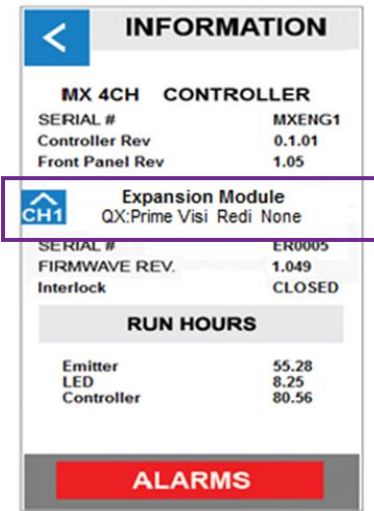 INFORMATION
MX 4CH CONTROLLER
SERIAL # MXENG1
Controller Rev 0.1.01
Front Panel Rev 1.05
CH1 Expansion Module
QX:Prime Visi Redi None
SERIAL # ER0005
FIRMWAVE REV. 1.049
Interlock CLOSED
RUN HOURS
Emitter 55.28
LED 8.25
Controller 80.56
ALARMS